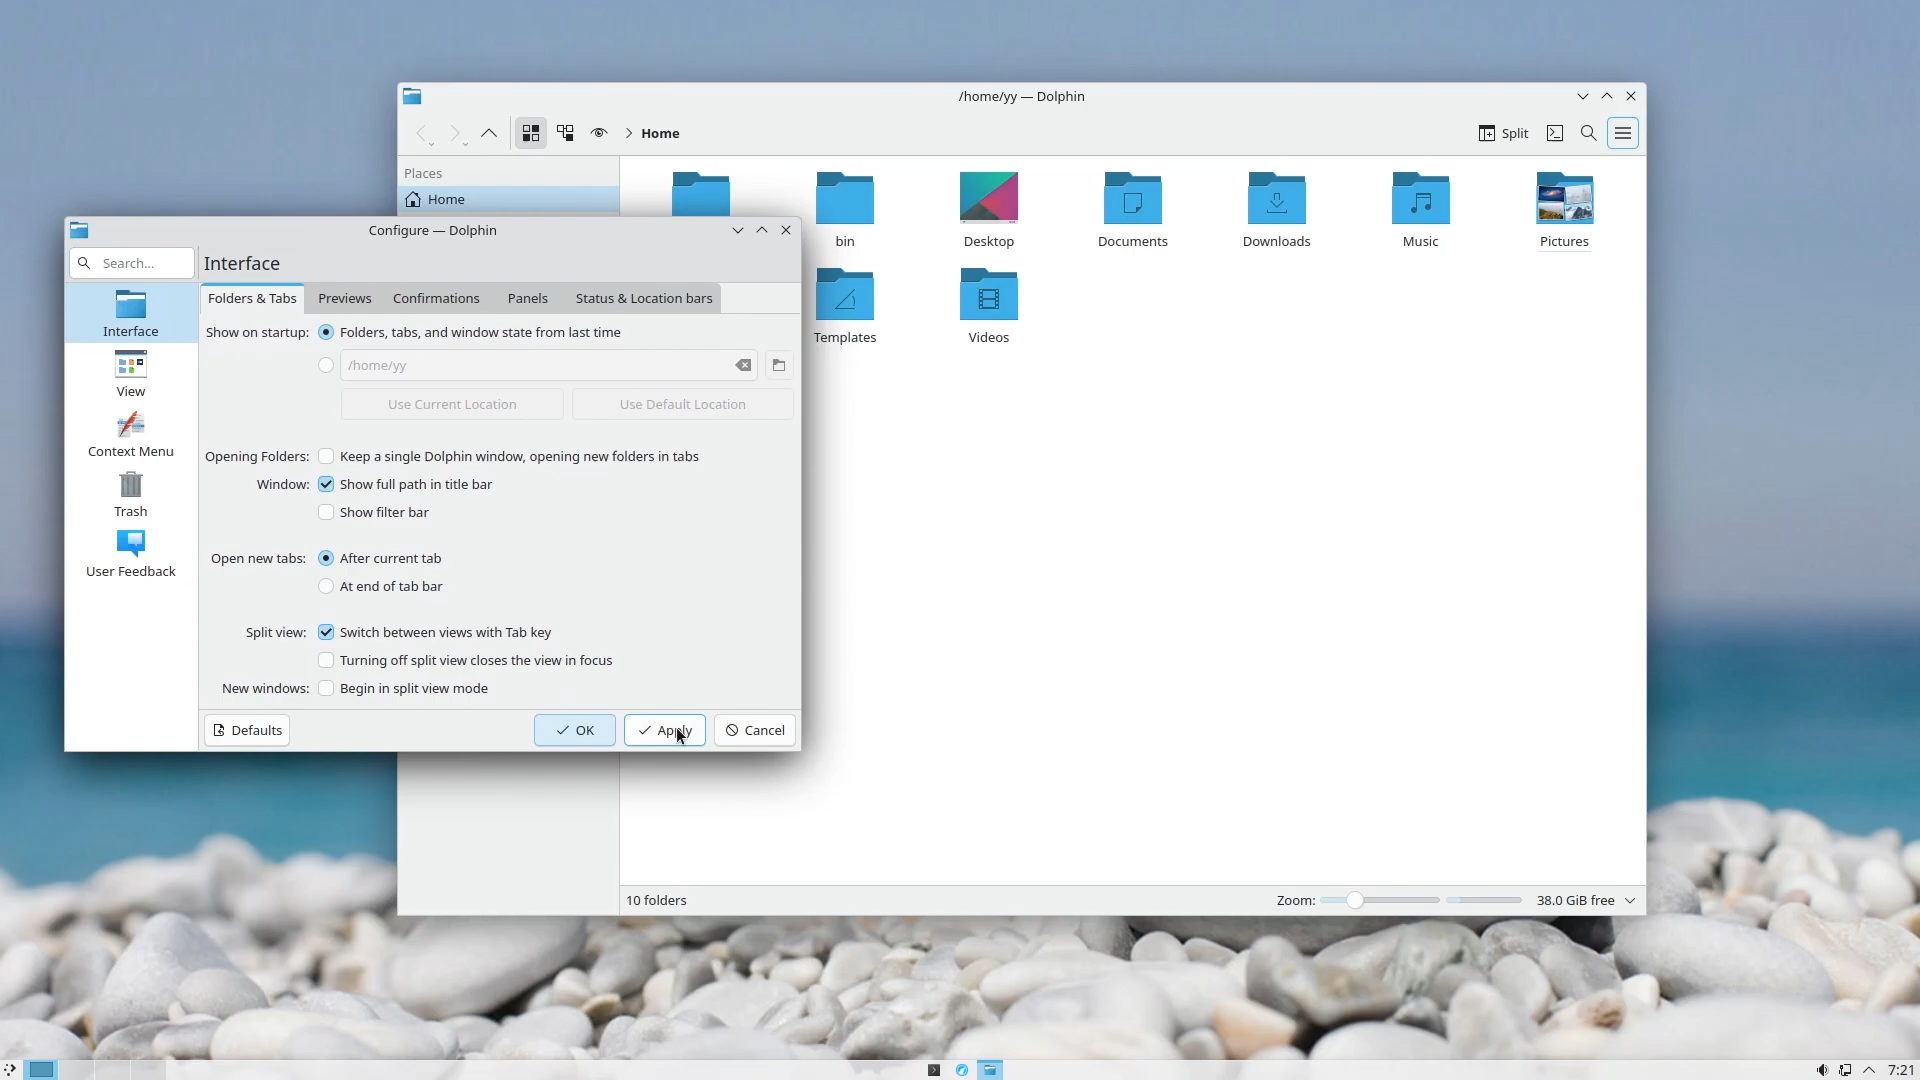 /home/yy — Dolphin
Home
Split
Places
Home
bin
Desktop
Documents
Downloads
Music
Pictures
Templates
Videos
Configure — Dolphin
Search...
Interface
Interface
View
Context Menu
Trash
User Feedback
Folders & Tabs
Previews
Confirmations
Panels
Status & Location bars
Show on startup: Folders, tabs, and window state from last time
/home/yy
Use Current Location
Use Default Location
Opening Folders: Keep a single Dolphin window, opening new folders in tabs
Window: Show full path in title bar
Show filter bar
Open new tabs: After current tab
At end of tab bar
Split view: Switch between views with Tab key
Turning off split view closes the view in focus
New windows: Begin in split view mode
Defaults
OK
Apply
Cancel
10 folders
Zoom:
38.0 GiB free
7:21